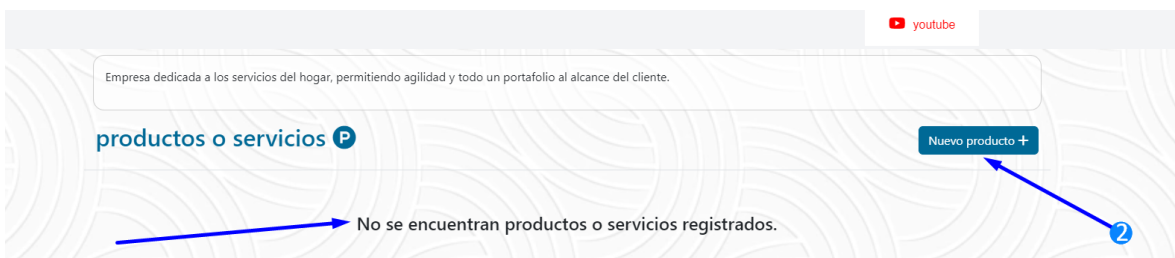 youtube
Empresa dedicada a los servicios del hogar, permitiendo agilidad y todo un portafolio al alcance del cliente.
productos o servicios P
Nuevo producto +
No se encuentran productos o servicios registrados.
2